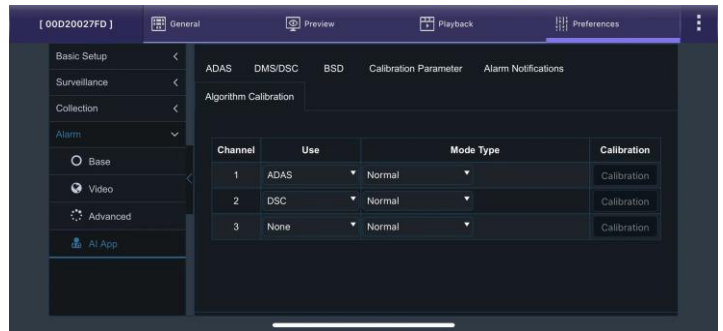 [ 00D20027FD ] General Preview Playback Preferences
Basic Setup
Surveillance
Collection
Alarm
Base
Video
Advanced
AI App
ADAS DMS/DSC BSD Calibration Parameter Alarm Notifications
Algorithm Calibration
Channel Use Mode Type Calibration
1 ADAS Normal Calibration
2 DSC Normal Calibration
3 None Normal Calibration